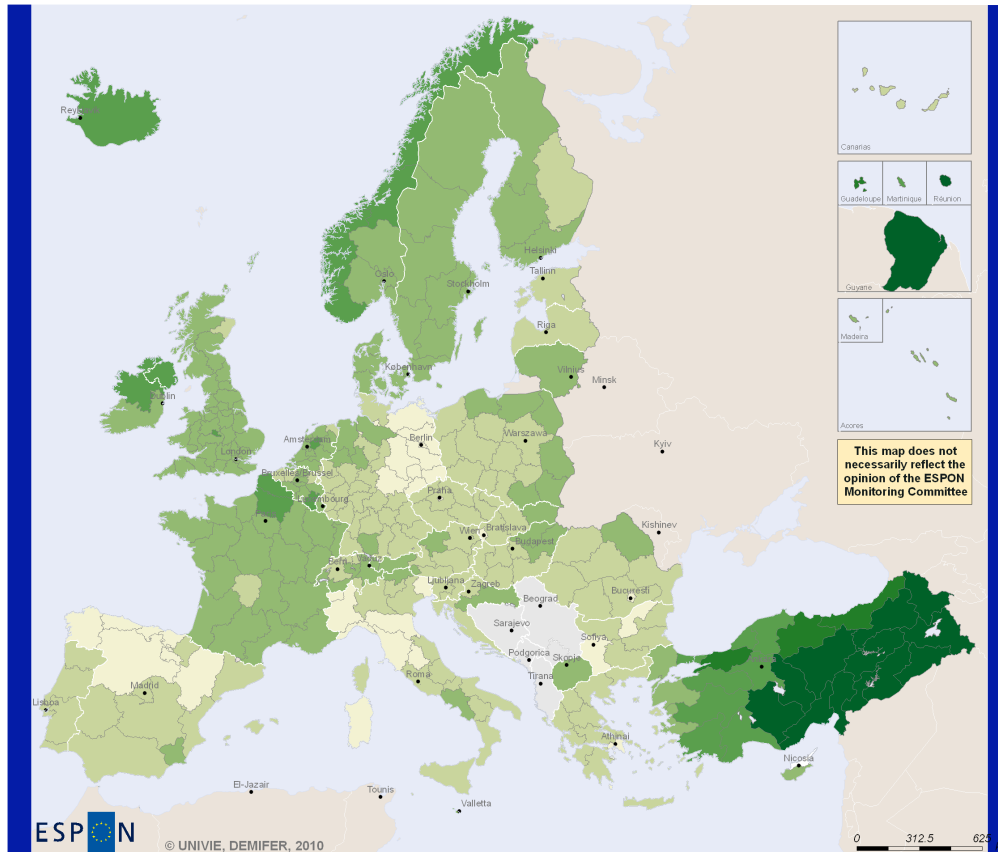 Reykjavik
Canarias
Guadeloupe
Martinique
Réunion
Guyane
Helsinki
Tallinn
Oslo
Stockholm
Riga
Madeira
København
Vilnius
Minsk
Acores
Dublin
Amsterdam
Berlin
Warszawa
London
Kyiv
This map does not
necessarily reflect the
opinion of the ESPON
Monitoring Committee
Bruxelles/Brussel
Luxembourg
Praha
Paris
Kishinev
Wien
Bratislava
Budapest
Bern
Vaduz
Ljubljana
Zagreb
Beograd
Bucuresti
Sarajevo
Sofiya
Podgorica
Skopje
Roma
Tirana
Madrid
Lisboa
Athinai
Nicosia
El-Jazair
Tounis
Valletta
ESPON
© UNIVIE, DEMIFER, 2010
0 312.5 625